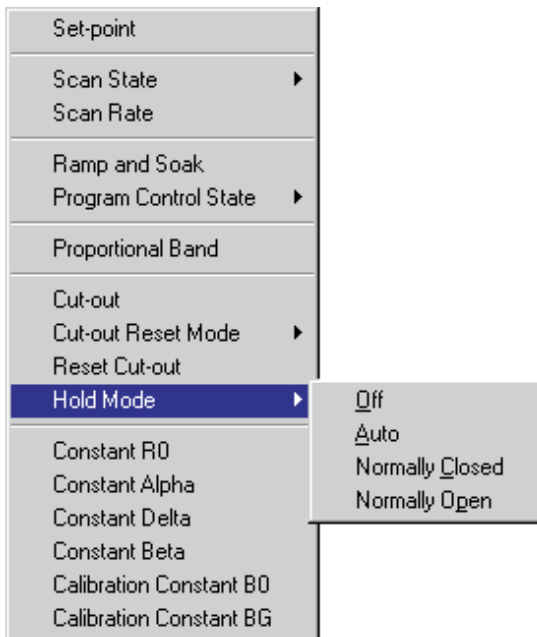 Set-point
Scan State
Scan Rate
Ramp and Soak
Program Control State
Proportional Band
Cut-out
Cut-out Reset Mode
Reset Cut-out
Hold Mode
Off
Auto
Normally Closed
Normally Open
Constant R0
Constant Alpha
Constant Delta
Constant Beta
Calibration Constant B0
Calibration Constant BG